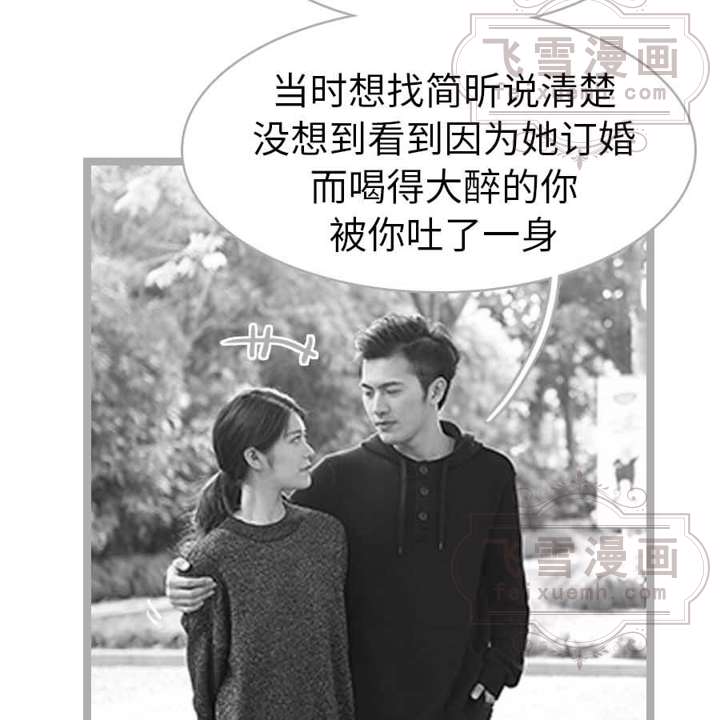 飞雪漫画
feixuemh.com
当时想找简昕说清楚
没想到看到因为她订婚
而喝得大醉的你
被你吐了一身
飞雪漫画
feixuemh.com